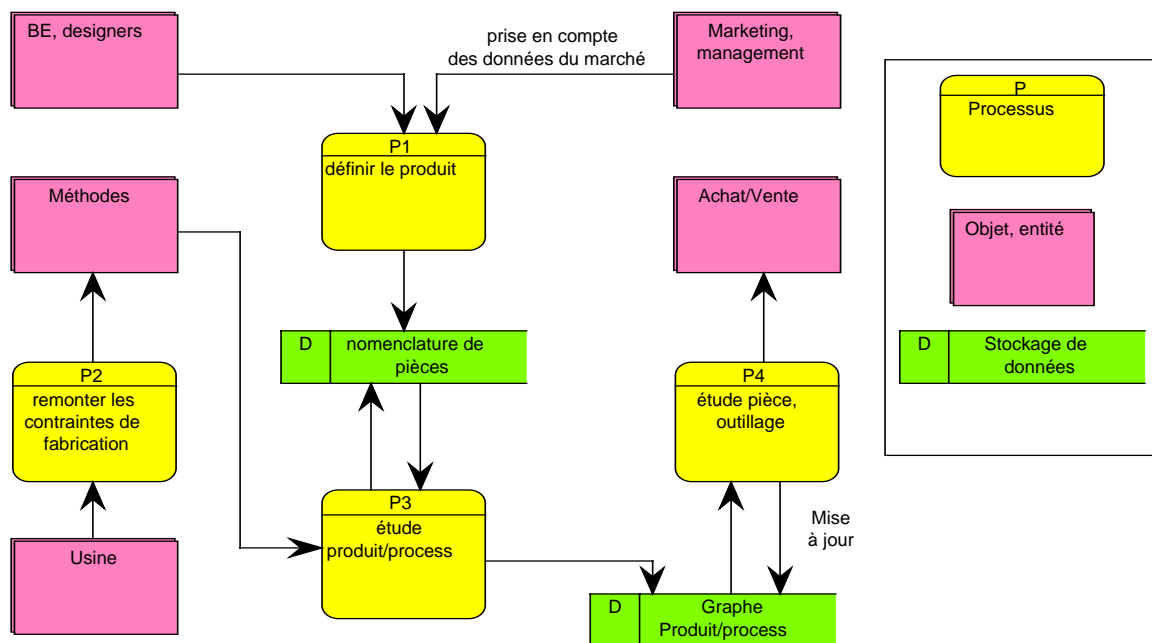 BE, designers
prise en compte
des données du marché
Marketing,
management
P
Processus
P1
définir le produit
Méthodes
Achat/Vente
Objet, entité
D
nomenclature de
pièces
D
Stockage de
données
P2
remonter les
contraintes de
fabrication
P4
étude pièce,
outillage
P3
étude
produit/process
Mise
à jour
Usine
D
Graphe
Produit/process